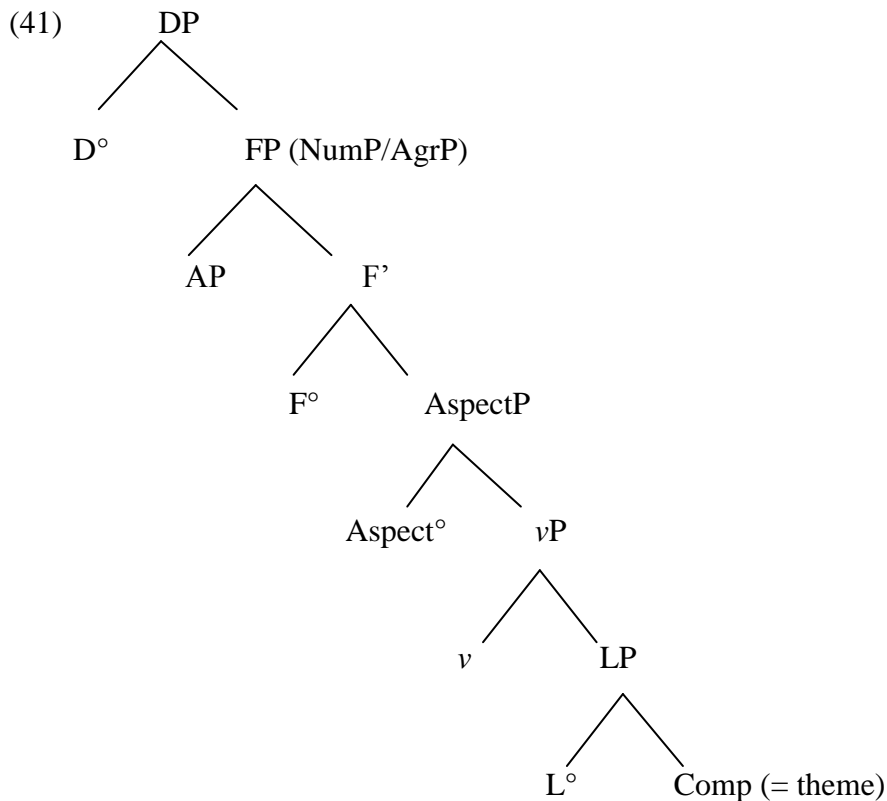 (41) DP
D° FP (NumP/AgrP)
AP F’
F° AspectP
Aspect° vP
v LP
L° Comp (= theme)